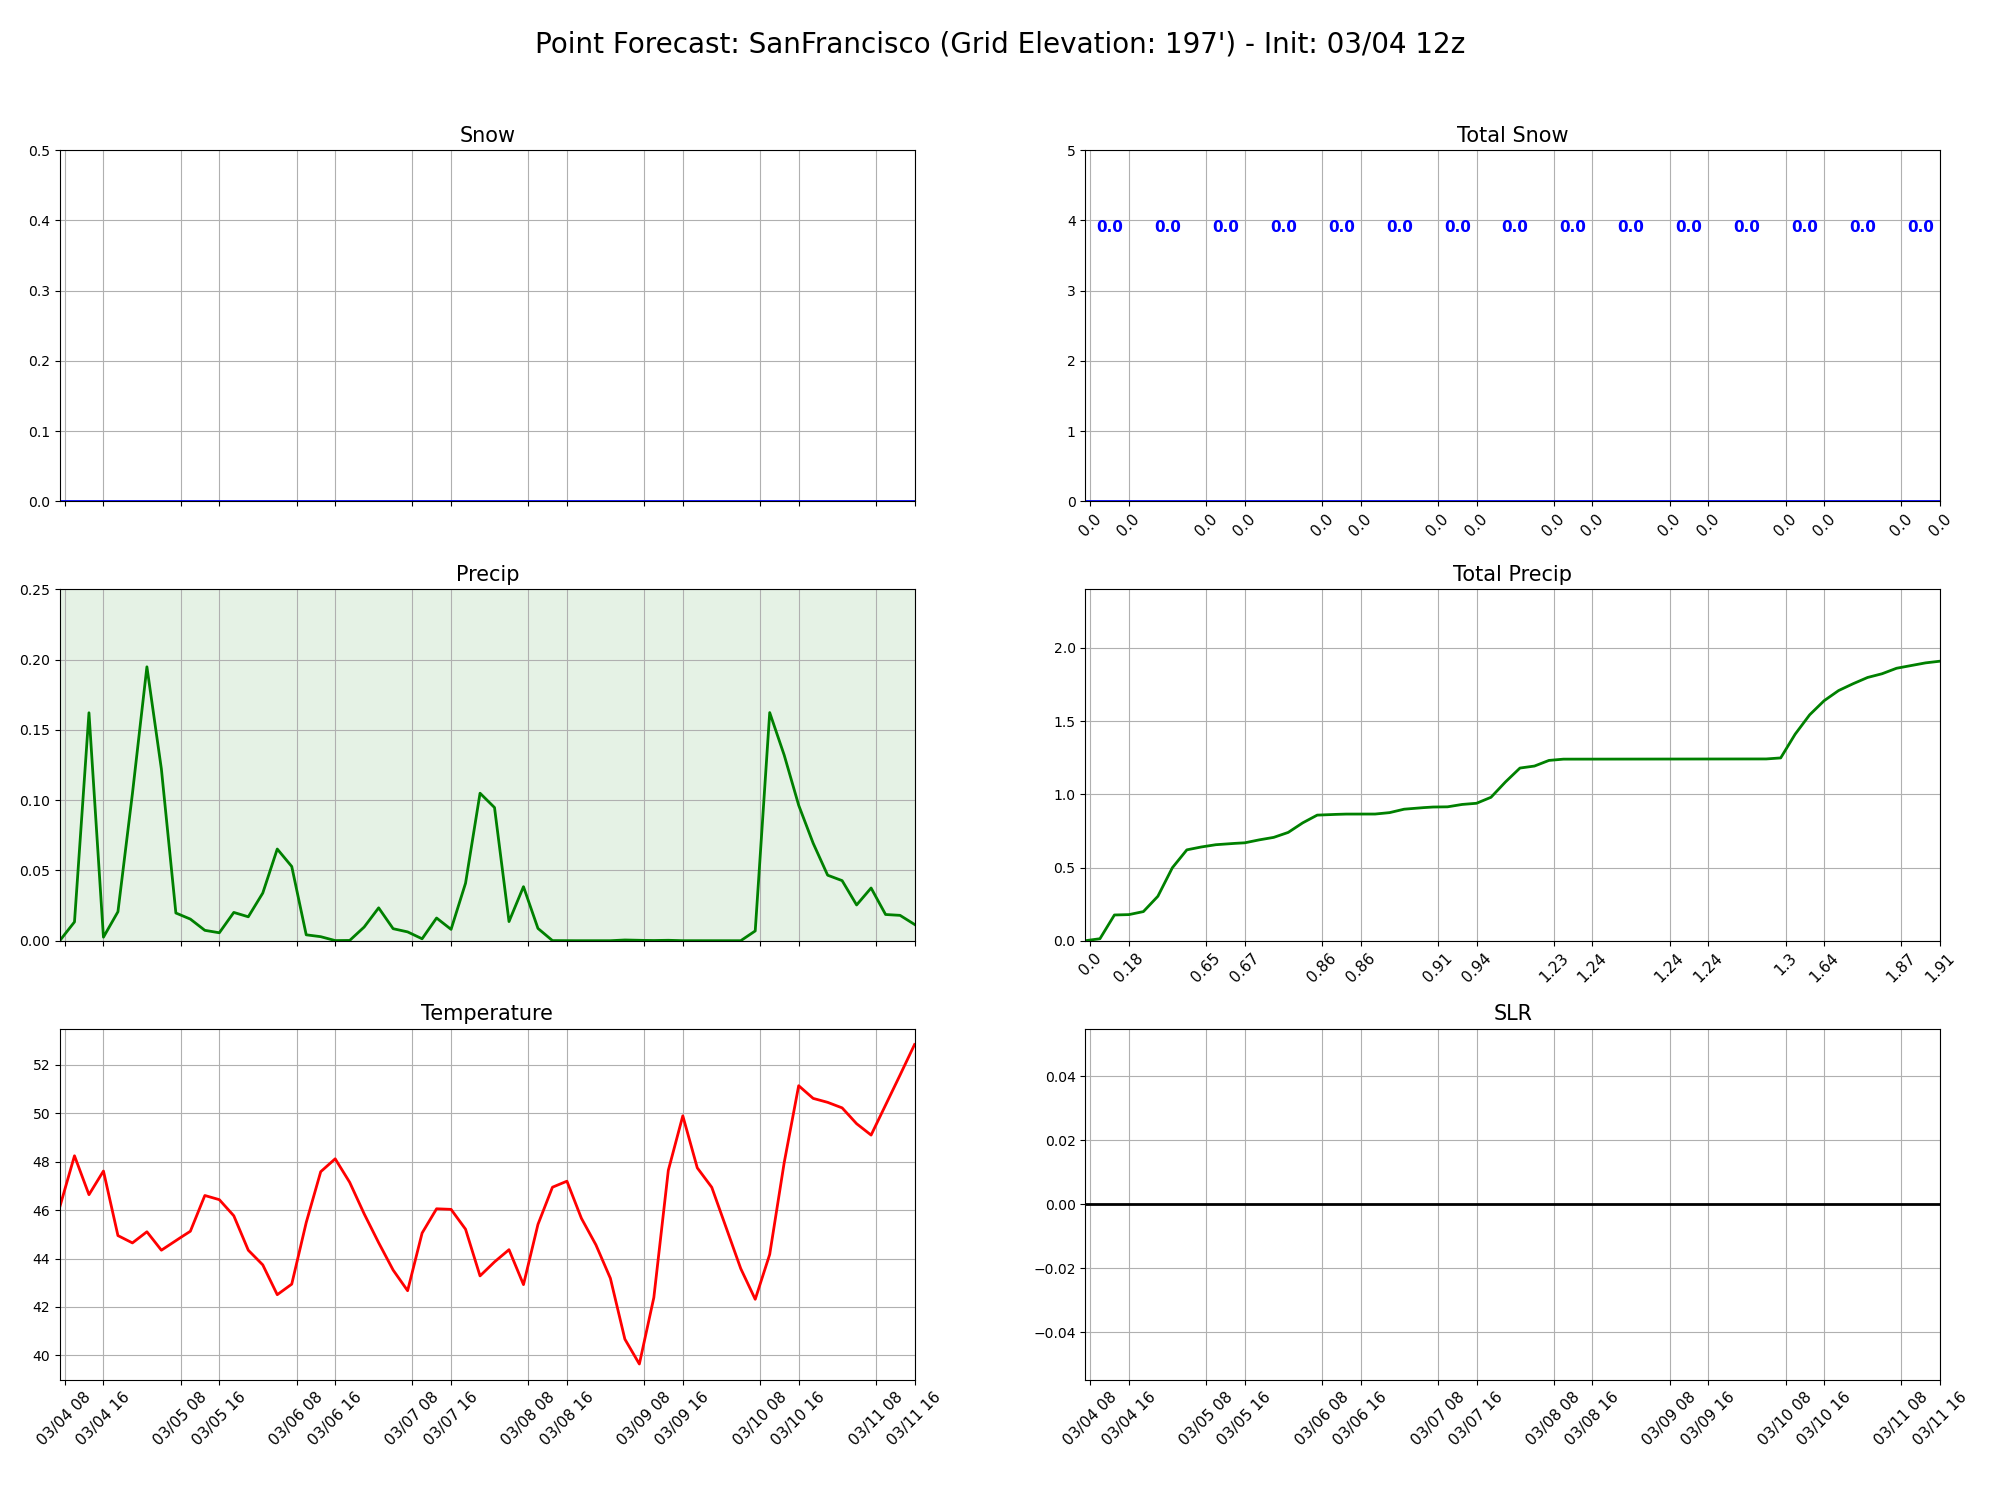 Point Forecast: SanFrancisco (Grid Elevation: 197') - Init: 03/04 12z
Snow
0.5
0.4
0.3
0.2
0.1
0.0
Total Snow
5
4
3
2
1
0
0.0 0.0 0.0 0.0 0.0 0.0 0.0 0.0 0.0 0.0 0.0 0.0 0.0 0.0 0.0
0.0 0.0 0.0 0.0 0.0 0.0 0.0 0.0 0.0 0.0 0.0 0.0 0.0 0.0 0.0 0.0
Precip
0.25
0.20
0.15
0.10
0.05
0.00
Total Precip
2.0
1.5
1.0
0.5
0.0
0.0 0.18 0.65 0.67 0.86 0.86 0.91 0.94 1.23 1.24 1.24 1.24 1.3 1.64 1.87 1.91
Temperature
52
50
48
46
44
42
40
03/04 08 03/04 16 03/05 08 03/05 16 03/06 08 03/06 16 03/07 08 03/07 16 03/08 08 03/08 16 03/09 08 03/09 16 03/10 08 03/10 16 03/11 08 03/11 16
SLR
0.04
0.02
0.00
−0.02
−0.04
03/04 08 03/04 16 03/05 08 03/05 16 03/06 08 03/06 16 03/07 08 03/07 16 03/08 08 03/08 16 03/09 08 03/09 16 03/10 08 03/10 16 03/11 08 03/11 16